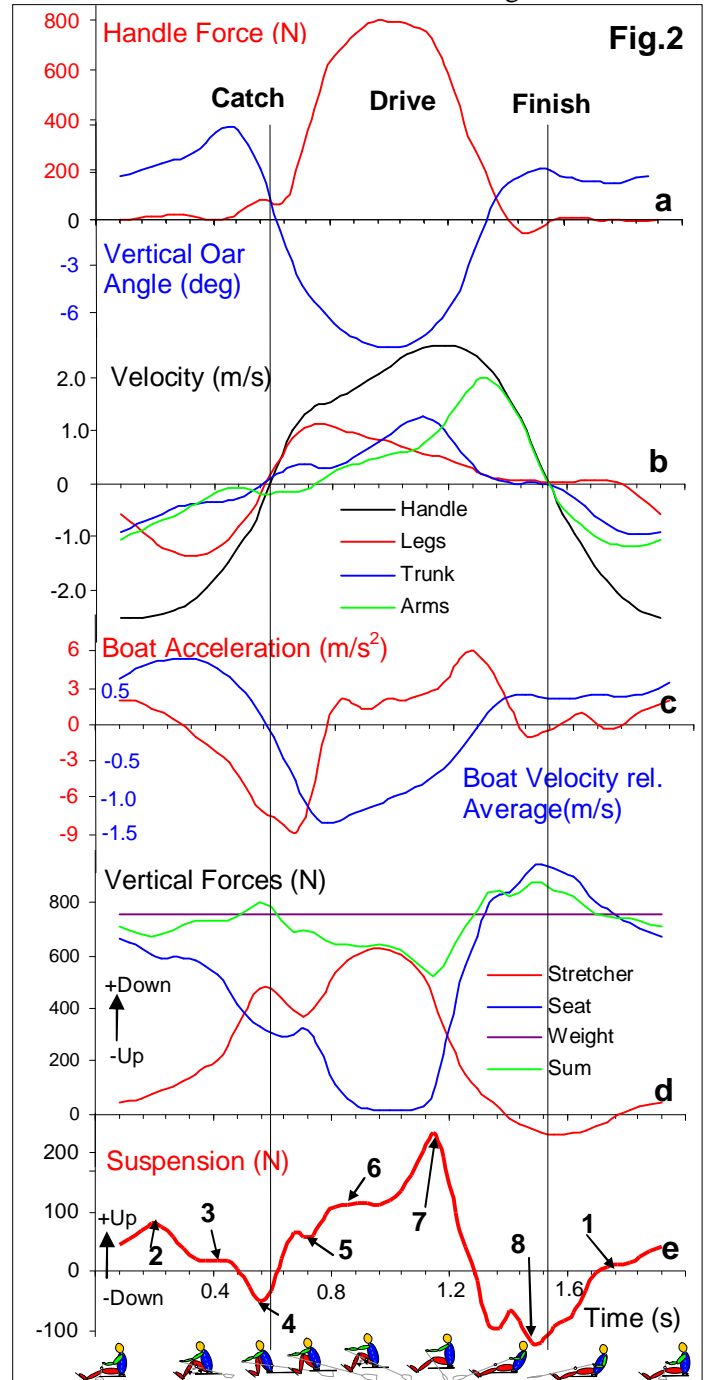 Handle Force (N)
Fig.2
800
600
400
200
0
Catch
Drive
Finish
a
Vertical Oar
Angle (deg)
-3
-6
Velocity (m/s)
2.0
1.0
0
-1.0
-2.0
b
Handle
Legs
Trunk
Arms
Boat Acceleration (m/s²)
6
3
0
-3
-6
-9
0.5
-0.5
-1.0
-1.5
c
Boat Velocity rel.
Average(m/s)
Vertical Forces (N)
800
600
400
200
0
+Down
-Up
Stretcher
Seat
Weight
Sum
d
Suspension (N)
200
100
0
-100
+Up
-Down
2
3
4
5
6
7
8
1
e
0.4
0.8
1.2
1.6
Time (s)